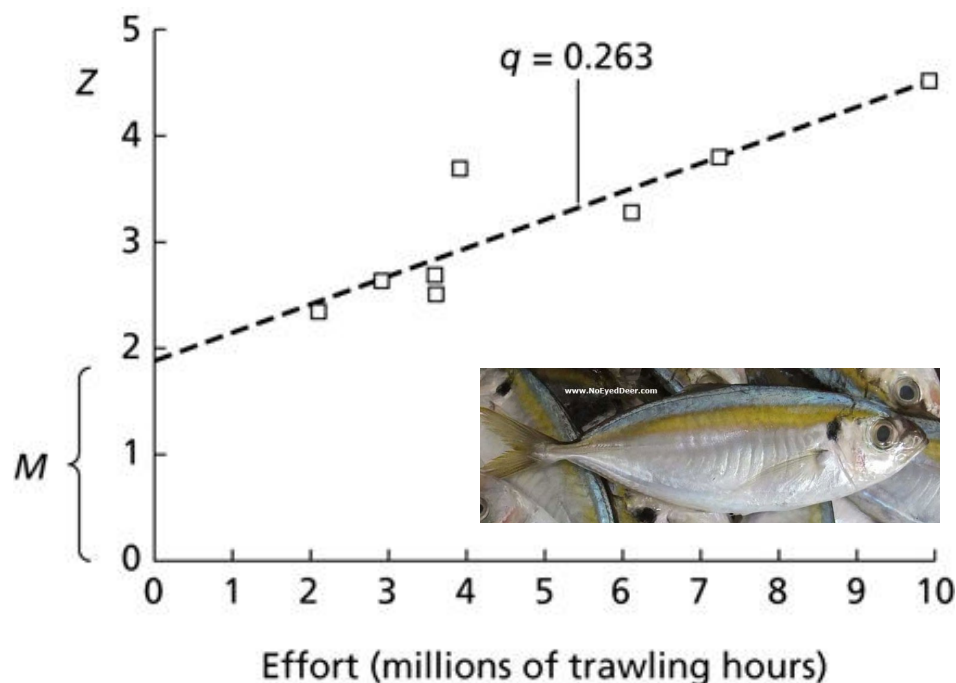 5
Z
q = 0.263
4
3
2
www.NoEyedDeer.com
1
M
0
0 1 2 3 4 5 6 7 8 9 10
Effort (millions of trawling hours)